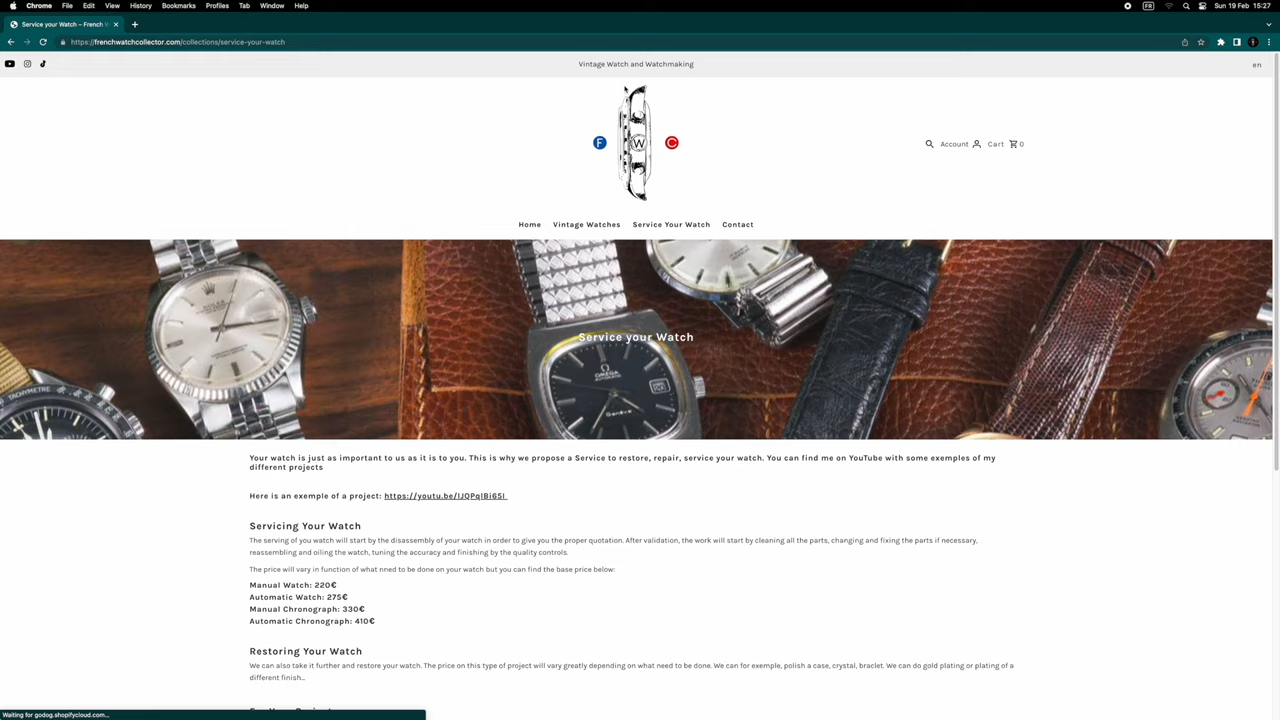 Chrome File Edit View History Bookmarks Profiles Tab Window Help FR Sun 19 Feb 15:27
Service your Watch – French W
https://frenchwatchcollector.com/collections/service-your-watch
Vintage Watch and Watchmaking
en
F W C
Account Cart 0
Home Vintage Watches Service Your Watch Contact
Service your Watch
OMEGA
AUTOMATIC
Genève
TACHYMETRE
Your watch is just as important to us as it is to you. This is why we propose a Service to restore, repair, service your watch. You can find me on YouTube with some exemples of my
different projects
Here is an exemple of a project: https://youtu.be/lJQPqlBi65I
Servicing Your Watch
The serving of you watch will start by the disassembly of your watch in order to give you the proper quotation. After validation, the work will start by cleaning all the parts, changing and fixing the parts if necessary,
reassembling and oiling the watch, tuning the accuracy and finishing by the quality controls.
The price will vary in function of what nned to be done on your watch but you can find the base price below:
Manual Watch: 220€
Automatic Watch: 275€
Manual Chronograph: 330€
Automatic Chronograph: 410€
Restoring Your Watch
We can also take it further and restore your watch. The price on this type of project will vary greatly depending on what need to be done. We can for exemple, polish a case, crystal, braclet. We can do gold plating or plating of a
different finish...
Waiting for godog.shopifycloud.com...